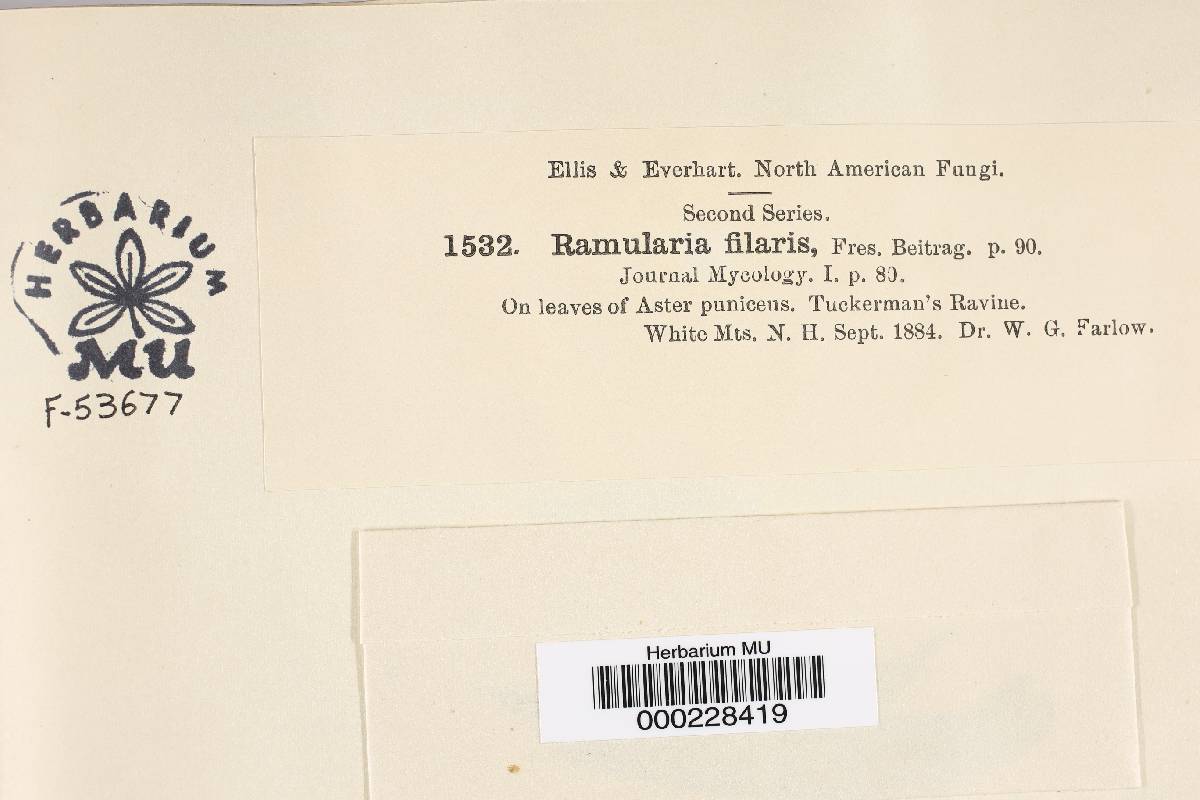 HERBARIUM
MU
F-53677
Ellis & Everhart. North American Fungi.
Second Series.
1532. Ramularia filaris, Fres. Beitrag. p. 90.
Journal Mycology. I. p. 80.
On leaves of Aster puniceus. Tuckerman's Ravine.
White Mts. N. H. Sept. 1884. Dr. W. G. Farlow.
Herbarium MU
000228419